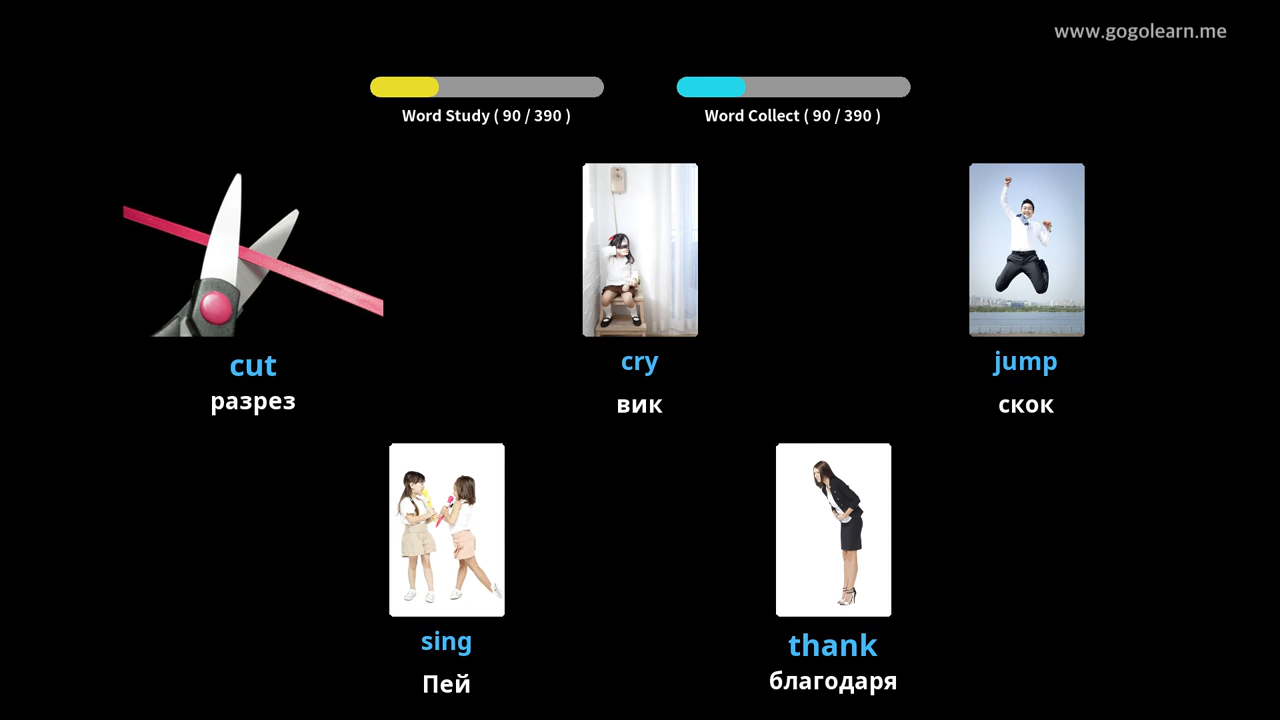 www.gogolearn.me
Word Study ( 90 / 390 )
Word Collect ( 90 / 390 )
cut
разрез
cry
вик
jump
скок
sing
Пей
thank
благодаря